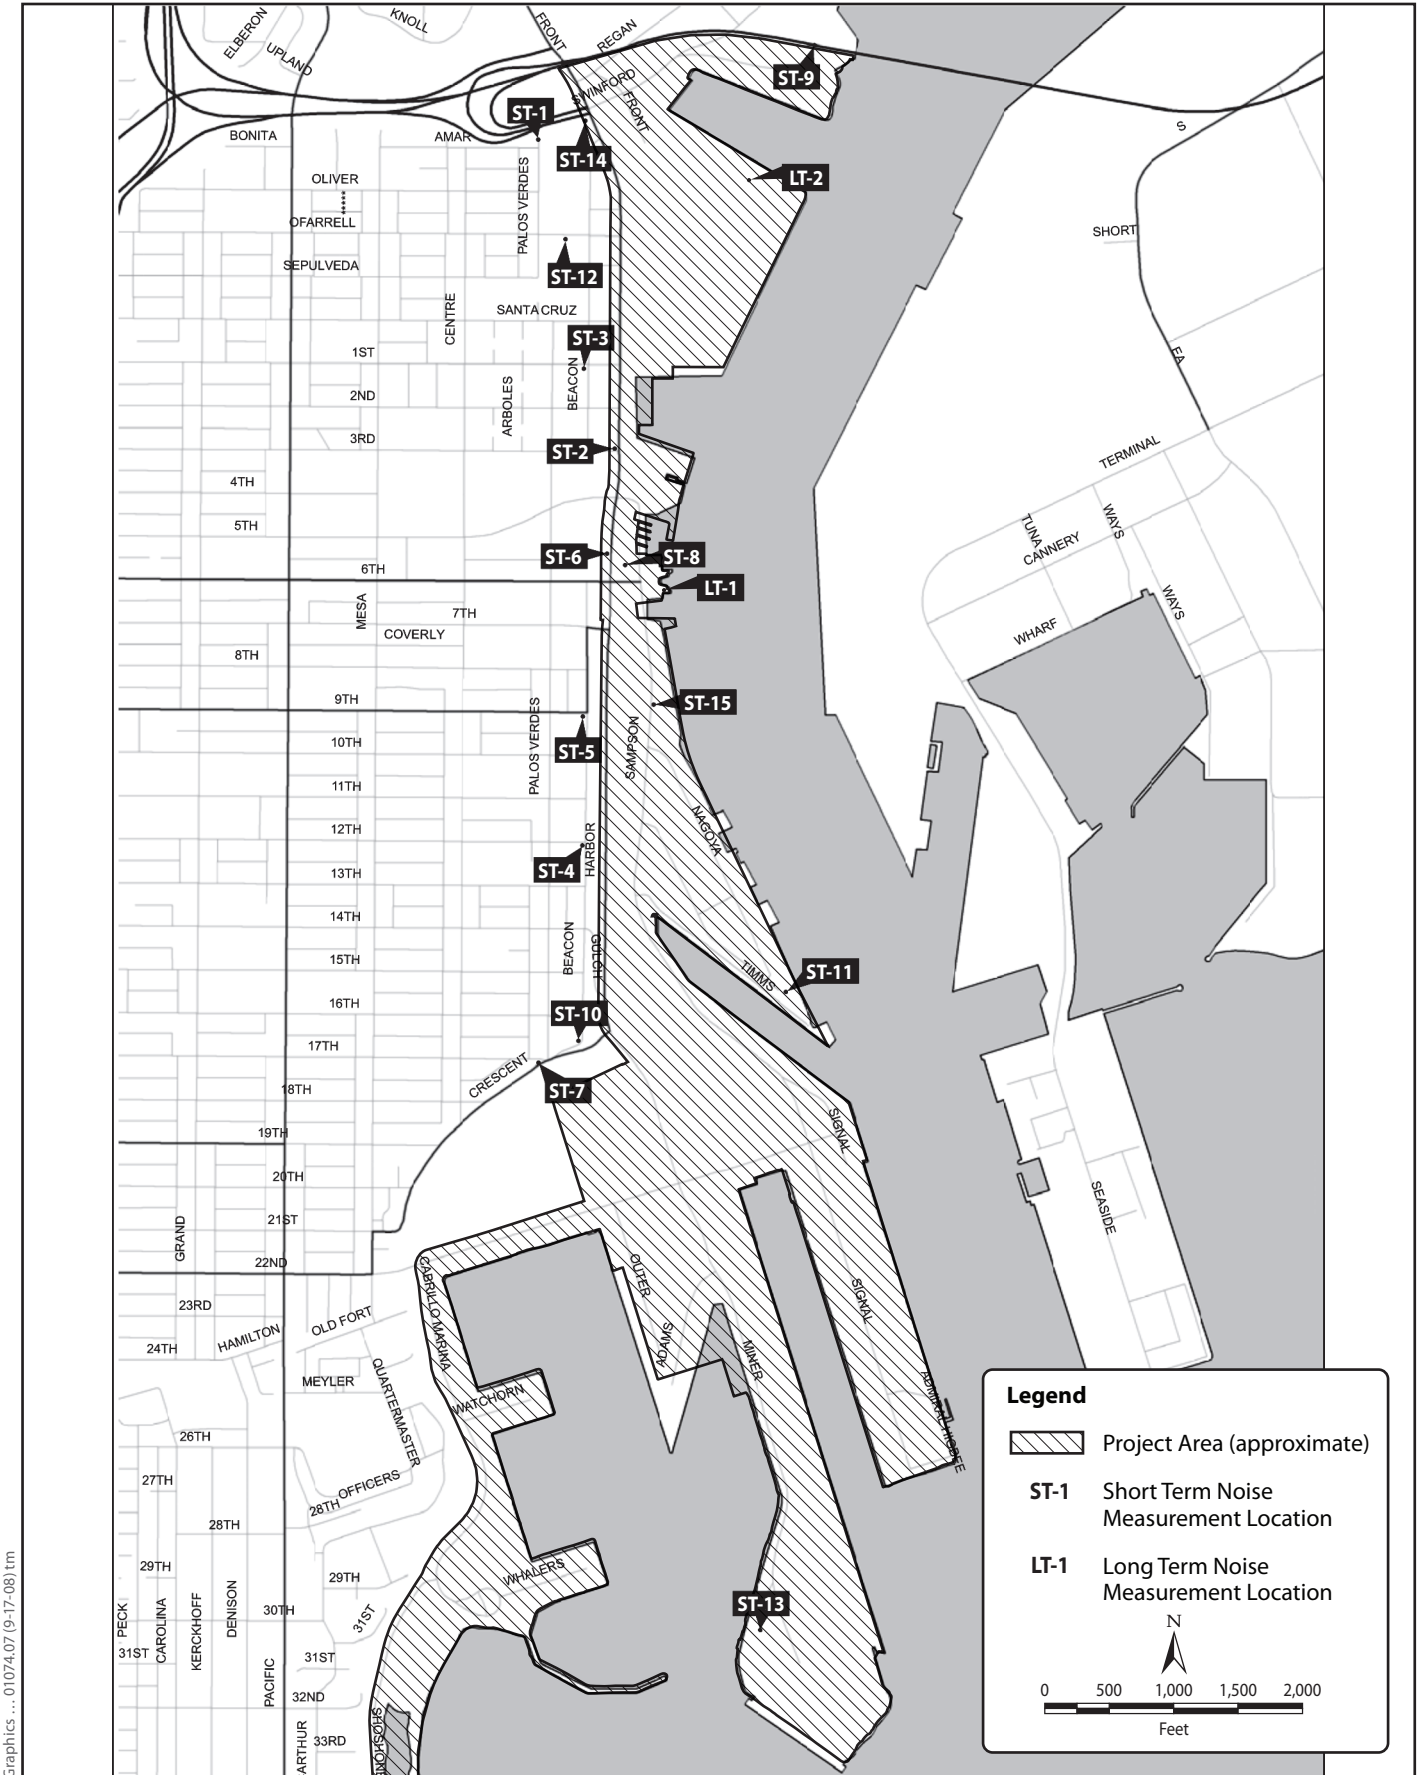 ELBERON
KNOLL
UPLAND
FRONT
REGAN
SWINFORD
FRONT
ST-9
ST-1
BONITA
AMAR
ST-14
S
OLIVER
PALOS VERDES
LT-2
OFARRELL
SHORT
SEPULVEDA
ST-12
CENTRE
SANTA CRUZ
ST-3
1ST
FA
BEACON
2ND
ARBOLES
3RD
ST-2
TERMINAL
4TH
5TH
TUNA
WAYS
CANNERY
ST-6
ST-8
6TH
LT-1
MESA
7TH
WAYS
COVERLY
WHARF
8TH
9TH
ST-15
PALOS VERDES
SAMPSON
10TH
ST-5
11TH
NAGOYA
12TH
HARBOR
13TH
ST-4
14TH
BEACON
GULCH
15TH
TIMMS
ST-11
16TH
ST-10
17TH
CRESCENT
18TH
ST-7
SIGNAL
19TH
20TH
SEASIDE
21ST
GRAND
22ND
CABRILLO MARINA
OUTER
SIGNAL
23RD
OLD FORT
HAMILTON
24TH
ADAMS
MINER
MEYLER
QUARTERMASTER
WATCHORN
26TH
27TH
OFFICERS
28TH
28TH
29TH
29TH
WHALERS
PECK
CAROLINA
KERCKHOFF
DENISON
30TH
31ST
ST-13
31ST
31ST
PACIFIC
32ND
ARTHUR
33RD
SHOSHONE
Legend
Project Area (approximate)
ST-1 Short Term Noise
Measurement Location
LT-1 Long Term Noise
Measurement Location
N
0 500 1,000 1,500 2,000
Feet
Graphics … 01074.07 (9-17-08) tm